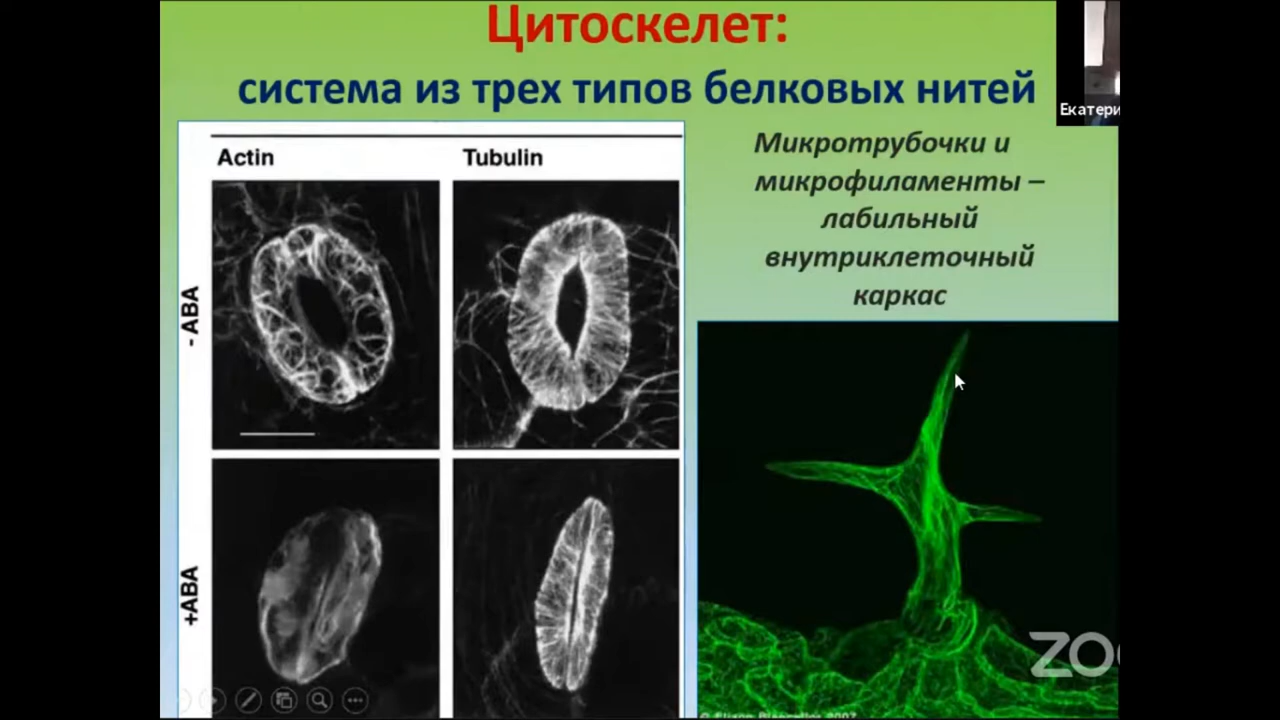 Цитоскелет:
система из трех типов белковых нитей
Екатери
Actin
Tubulin
Микротрубочки и
микрофиламенты –
лабильный
внутриклеточный
каркас
- ABA
+ABA
ZO